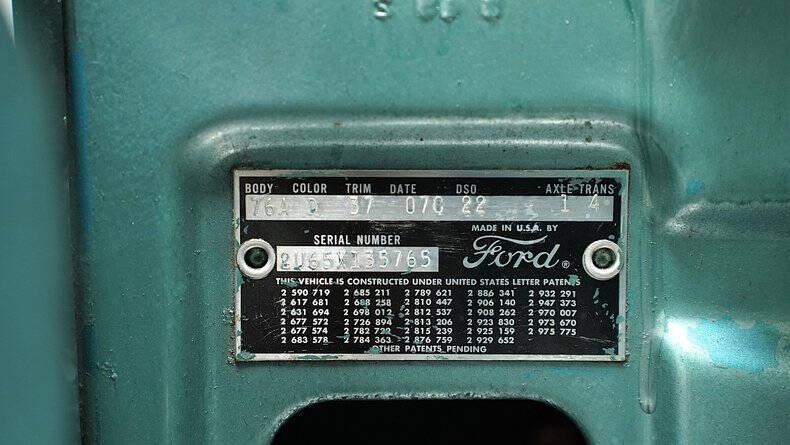 BODY COLOR TRIM DATE DSO AXLE TRANS
76A D 37 07C 22 1 4
MADE IN U.S.A. BY
SERIAL NUMBER
2U65X135765
Ford®
THIS VEHICLE IS CONSTRUCTED UNDER UNITED STATES LETTER PATENTS
2 590 719 2 685 211 2 789 621 2 886 341 2 932 291
2 617 681 2 688 258 2 810 447 2 906 140 2 947 373
2 631 694 2 698 012 2 812 537 2 908 262 2 970 007
2 677 572 2 726 894 2 813 206 2 923 830 2 973 670
2 677 574 2 782 722 2 815 239 2 925 159 2 975 775
2 683 578 2 784 363 2 876 759 2 929 652
OTHER PATENTS PENDING